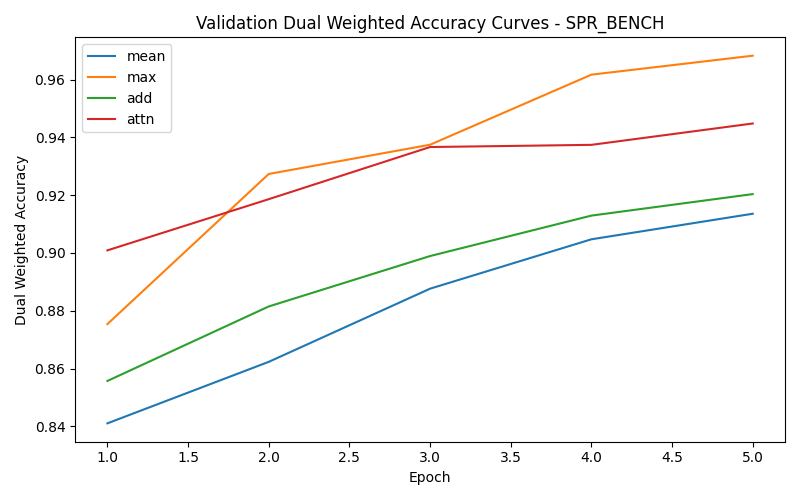 Validation Dual Weighted Accuracy Curves - SPR_BENCH
mean
max
add
attn
Dual Weighted Accuracy
0.96
0.94
0.92
0.90
0.88
0.86
0.84
1.0 1.5 2.0 2.5 3.0 3.5 4.0 4.5 5.0
Epoch